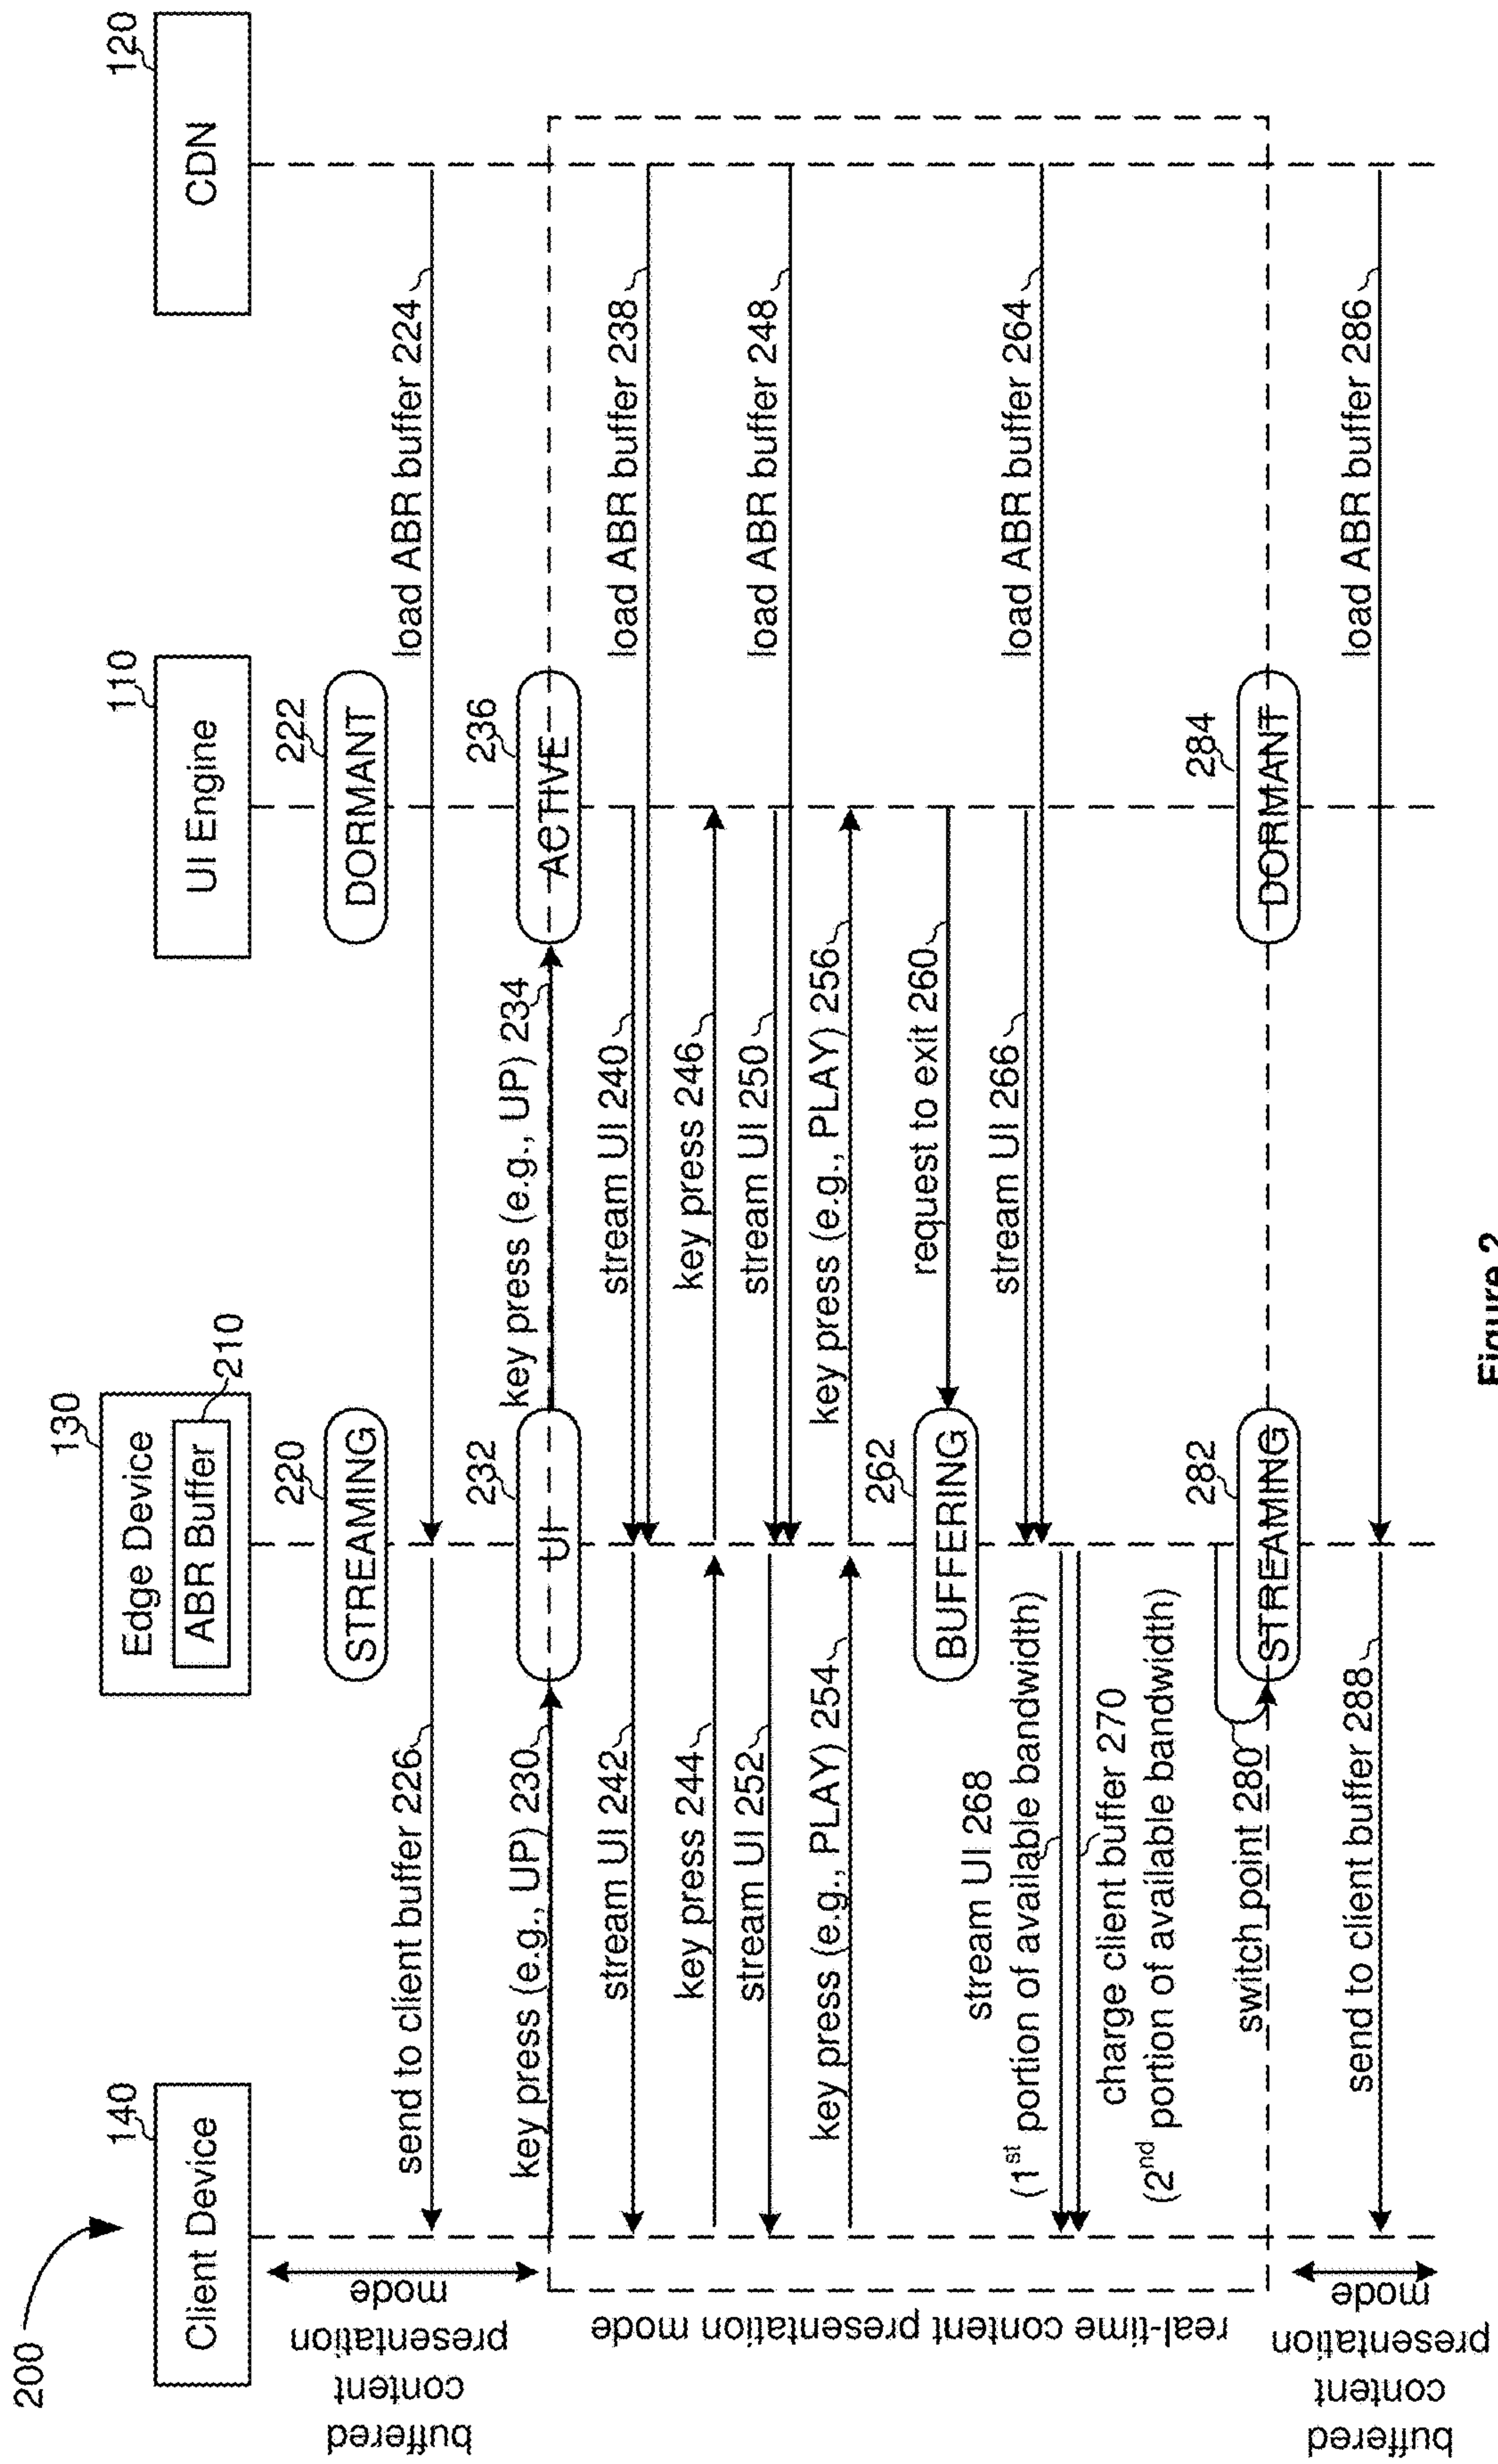 200
140
Client Device
130
Edge Device
ABR Buffer
210
110
UI Engine
120
CDN
buffered
content
presentation
mode
220
STREAMING
222
DORMANT
load ABR buffer 224
send to client buffer 226
key press (e.g., UP) 230
232
UI
key press (e.g., UP) 234
236
ACTIVE
real-time content presentation mode
load ABR buffer 238
stream UI 240
stream UI 242
key press 244
key press 246
load ABR buffer 248
stream UI 250
stream UI 252
key press (e.g., PLAY) 254
key press (e.g., PLAY) 256
request to exit 260
262
BUFFERING
load ABR buffer 264
stream UI 266
stream UI 268
(1st portion of available bandwidth)
charge client buffer 270
(2nd portion of available bandwidth)
switch point 280
282
STREAMING
284
DORMANT
buffered
content
presentation
mode
load ABR buffer 286
send to client buffer 288
Figure 2